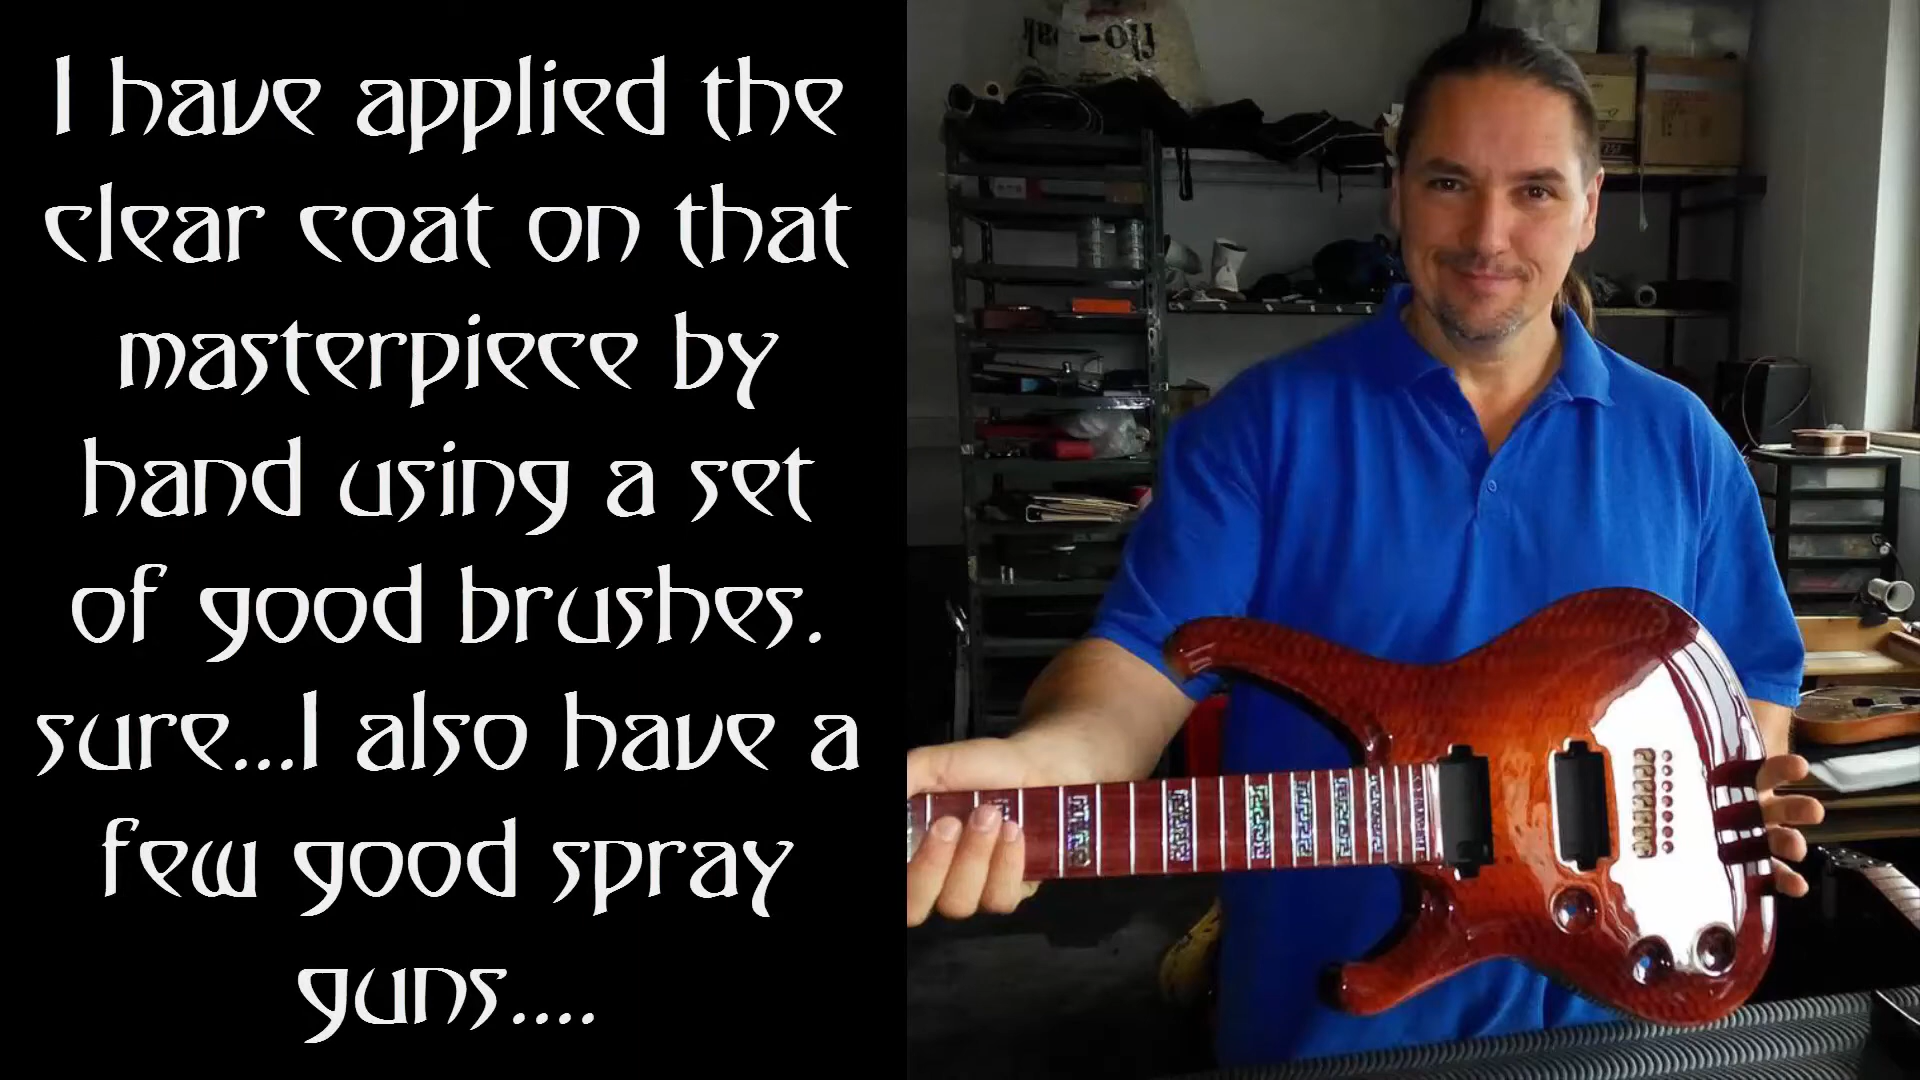 I have applied the
clear coat on that
masterpiece by
hand using a set
of good brushes.
sure...I also have a
few good spray
guns....